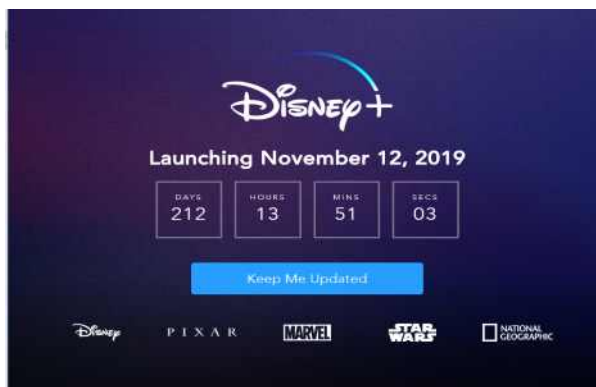 Disney+
Launching November 12, 2019
DAYS HOURS MINS SECS
212 13 51 03
Keep Me Updated
Disney PIXAR MARVEL STAR WARS NATIONAL GEOGRAPHIC